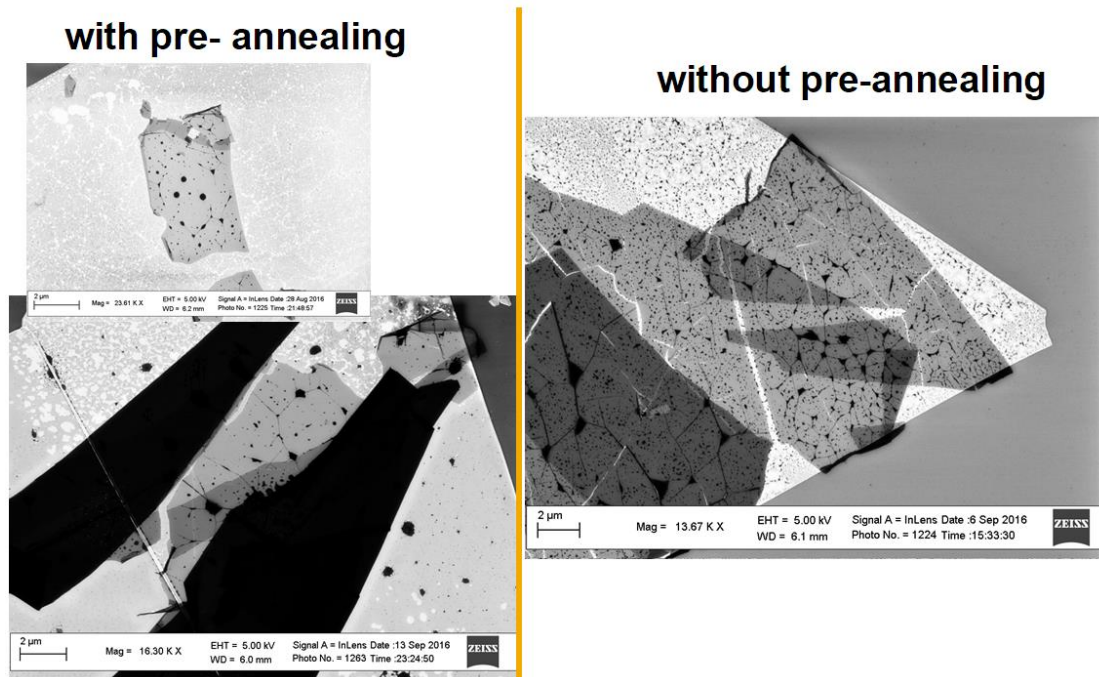 with pre- annealing
2 µm
Mag = 23.61 K X
EHT = 5.00 kV
WD = 6.2 mm
Signal A = InLens Date :28 Aug 2016
Photo No. = 1225 Time :21:48:57
ZEISS
2 µm
Mag = 16.30 K X
EHT = 5.00 kV
WD = 6.0 mm
Signal A = InLens Date :13 Sep 2016
Photo No. = 1263 Time :23:24:50
ZEISS
without pre-annealing
2 µm
Mag = 13.67 K X
EHT = 5.00 kV
WD = 6.1 mm
Signal A = InLens Date :6 Sep 2016
Photo No. = 1224 Time :15:33:30
ZEISS